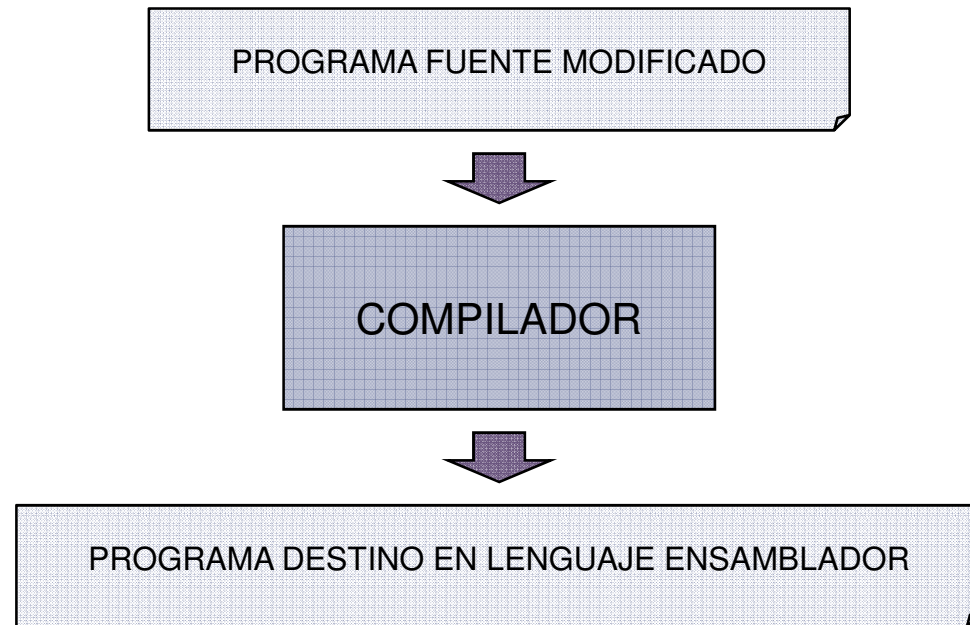 PROGRAMA FUENTE MODIFICADO
COMPILADOR
PROGRAMA DESTINO EN LENGUAJE ENSAMBLADOR